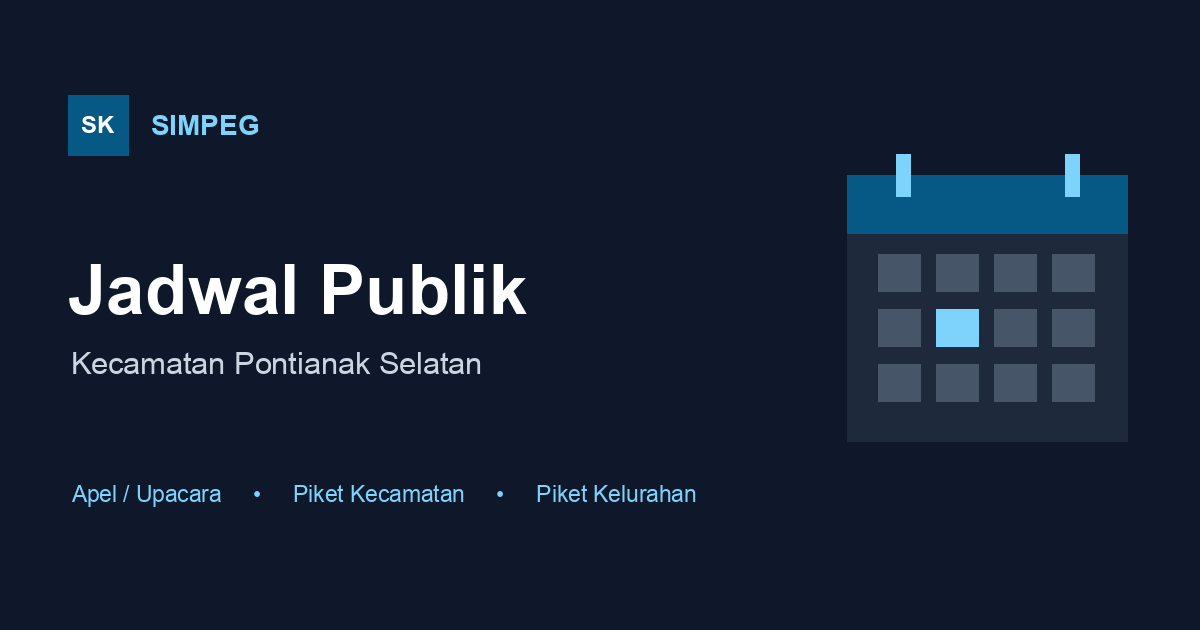 SK SIMPEG
Jadwal Publik
Kecamatan Pontianak Selatan
Apel / Upacara • Piket Kecamatan • Piket Kelurahan